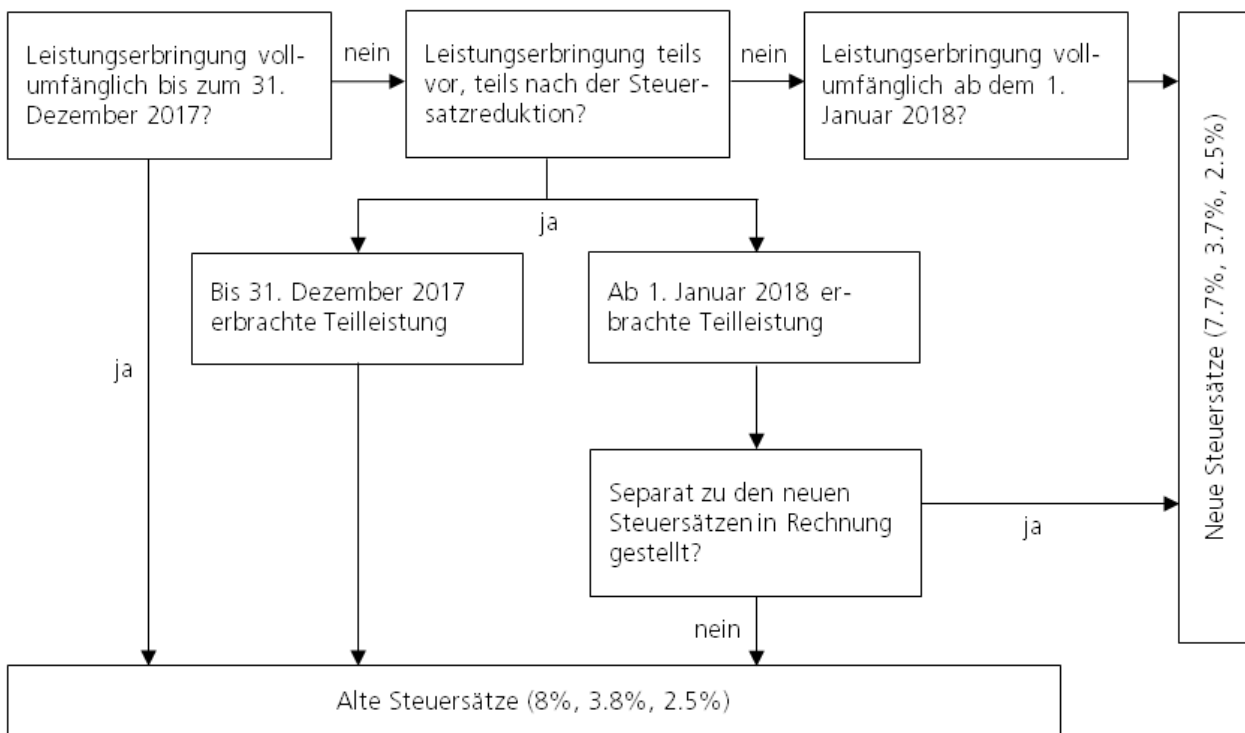 Leistungserbringung voll-
umfänglich bis zum 31.
Dezember 2017?
nein
Leistungserbringung teils
vor, teils nach der Steuer-
satzreduktion?
nein
Leistungserbringung voll-
umfänglich ab dem 1.
Januar 2018?
ja
ja
Bis 31. Dezember 2017
erbrachte Teilleistung
Ab 1. Januar 2018 er-
brachte Teilleistung
Separat zu den neuen
Steuersätzen in Rechnung
gestellt?
ja
nein
Neue Steuersätze (7.7%, 3.7%, 2.5%)
Alte Steuersätze (8%, 3.8%, 2.5%)